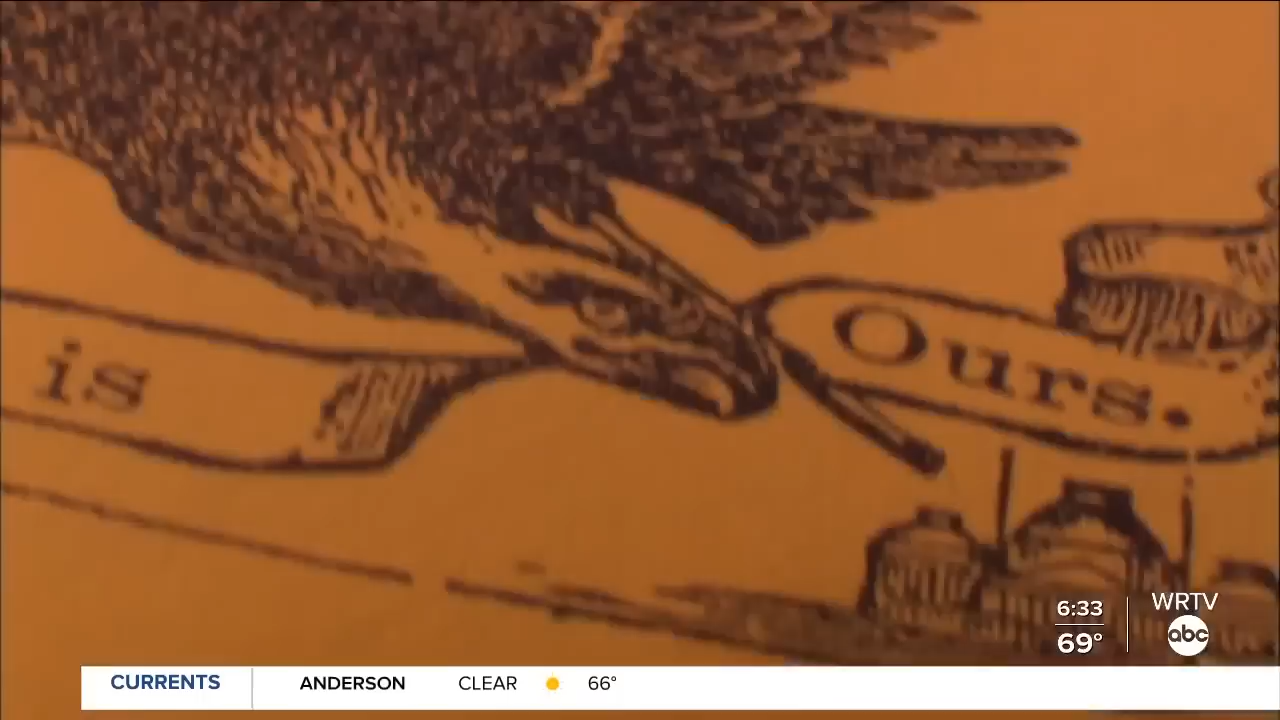 is
Ours.
6:33
69°
WRTV
abc
CURRENTS
ANDERSON
CLEAR
66°